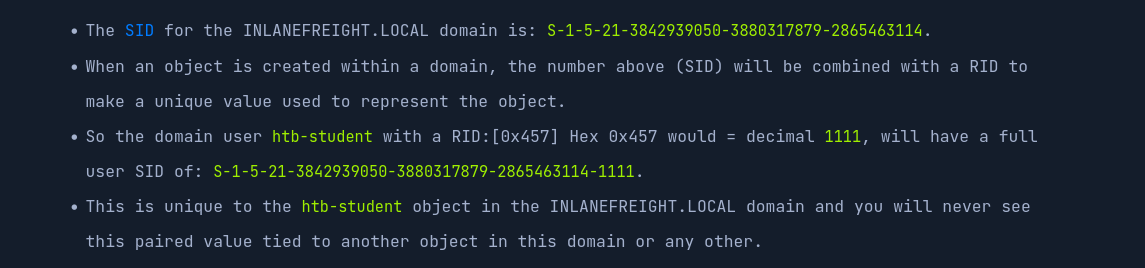 • The SID for the INLANEFREIGHT.LOCAL domain is: S-1-5-21-3842939050-3880317879-2865463114.
• When an object is created within a domain, the number above (SID) will be combined with a RID to
make a unique value used to represent the object.
• So the domain user htb-student with a RID:[0x457] Hex 0x457 would = decimal 1111, will have a full
user SID of: S-1-5-21-3842939050-3880317879-2865463114-1111.
• This is unique to the htb-student object in the INLANEFREIGHT.LOCAL domain and you will never see
this paired value tied to another object in this domain or any other.